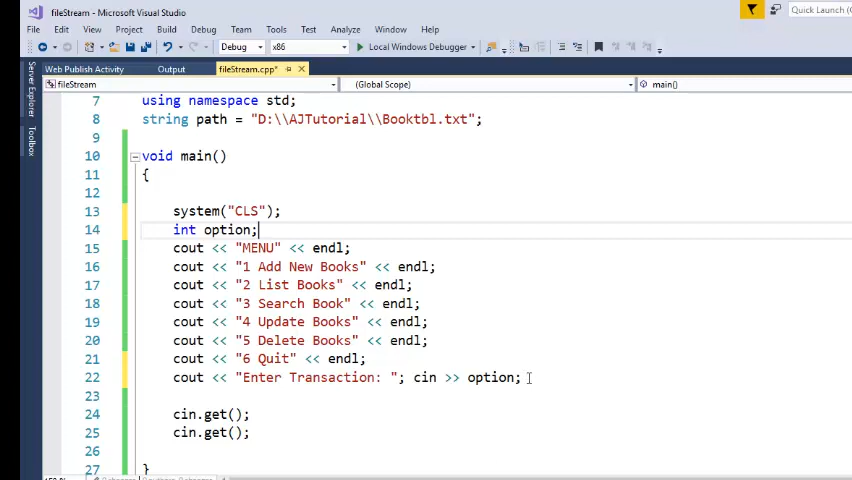 fileStream - Microsoft Visual Studio
Quick Launch (
File Edit View Project Build Debug Team Tools Test Analyze Window Help
Debug x86 Local Windows Debugger
Web Publish Activity Output fileStream.cpp*
fileStream (Global Scope) main()
Server Explorer
Toolbox
7 using namespace std;
8 string path = "D:\\AJTutorial\\Booktbl.txt";
9
10 void main()
11 {
12
13 system("CLS");
14 int option;
15 cout << "MENU" << endl;
16 cout << "1 Add New Books" << endl;
17 cout << "2 List Books" << endl;
18 cout << "3 Search Book" << endl;
19 cout << "4 Update Books" << endl;
20 cout << "5 Delete Books" << endl;
21 cout << "6 Quit" << endl;
22 cout << "Enter Transaction: "; cin >> option;
23
24 cin.get();
25 cin.get();
26
27 }